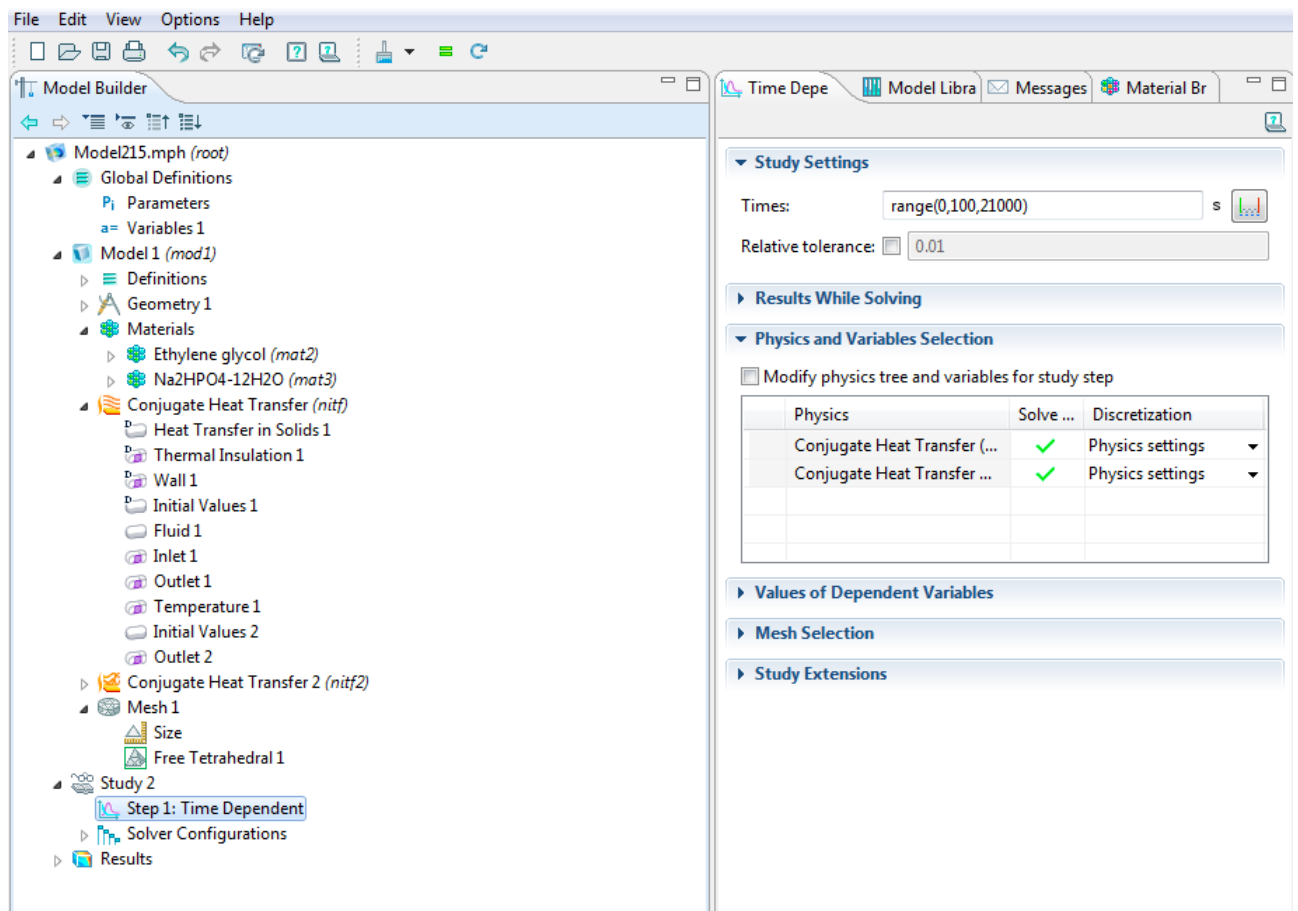 File Edit View Options Help
Model Builder
Model215.mph (root)
Global Definitions
Pi Parameters
a= Variables 1
Model 1 (mod1)
Definitions
Geometry 1
Materials
Ethylene glycol (mat2)
Na2HPO4-12H2O (mat3)
Conjugate Heat Transfer (nitf)
D Heat Transfer in Solids 1
D Thermal Insulation 1
D Wall 1
D Initial Values 1
Fluid 1
Inlet 1
Outlet 1
Temperature 1
Initial Values 2
Outlet 2
Conjugate Heat Transfer 2 (nitf2)
Mesh 1
Size
Free Tetrahedral 1
Study 2
Step 1: Time Dependent
Solver Configurations
Results
Time Depe Model Libra Messages Material Br
Study Settings
Times: range(0,100,21000) s
Relative tolerance: 0.01
Results While Solving
Physics and Variables Selection
Modify physics tree and variables for study step
Physics Solve ... Discretization
Conjugate Heat Transfer (... Physics settings
Conjugate Heat Transfer ... Physics settings
Values of Dependent Variables
Mesh Selection
Study Extensions